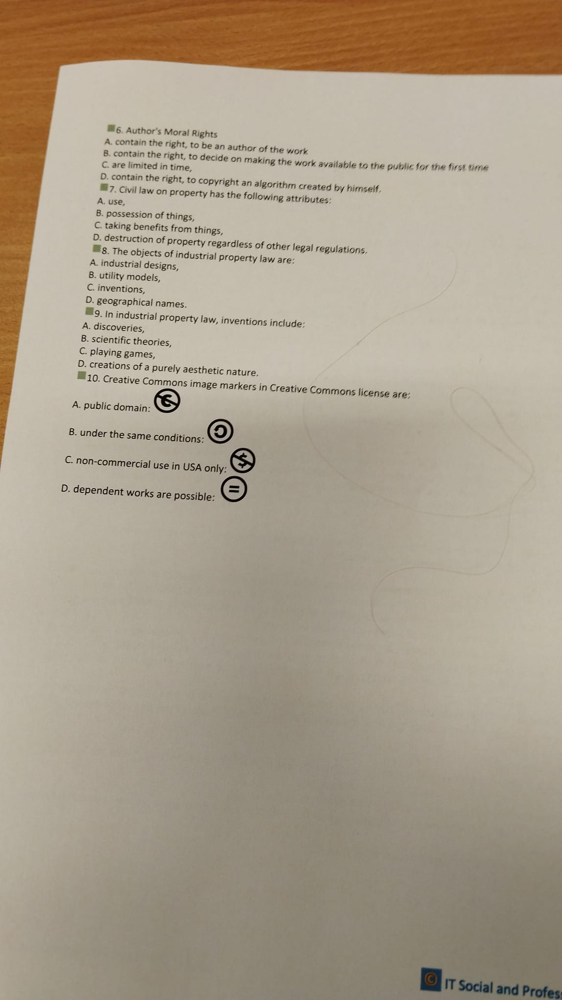 6. Author's Moral Rights
A. contain the right, to be an author of the work
B. contain the right, to decide on making the work available to the public for the first time
C. are limited in time,
D. contain the right, to copyright an algorithm created by himself.
7. Civil law on property has the following attributes:
A. use,
B. possession of things,
C. taking benefits from things,
D. destruction of property regardless of other legal regulations.
8. The objects of industrial property law are:
A. industrial designs,
B. utility models,
C. inventions,
D. geographical names.
9. In industrial property law, inventions include:
A. discoveries,
B. scientific theories,
C. playing games,
D. creations of a purely aesthetic nature.
10. Creative Commons image markers in Creative Commons license are:
A. public domain: €
B. under the same conditions:
C. non-commercial use in USA only: $
D. dependent works are possible: =
© IT Social and Profes